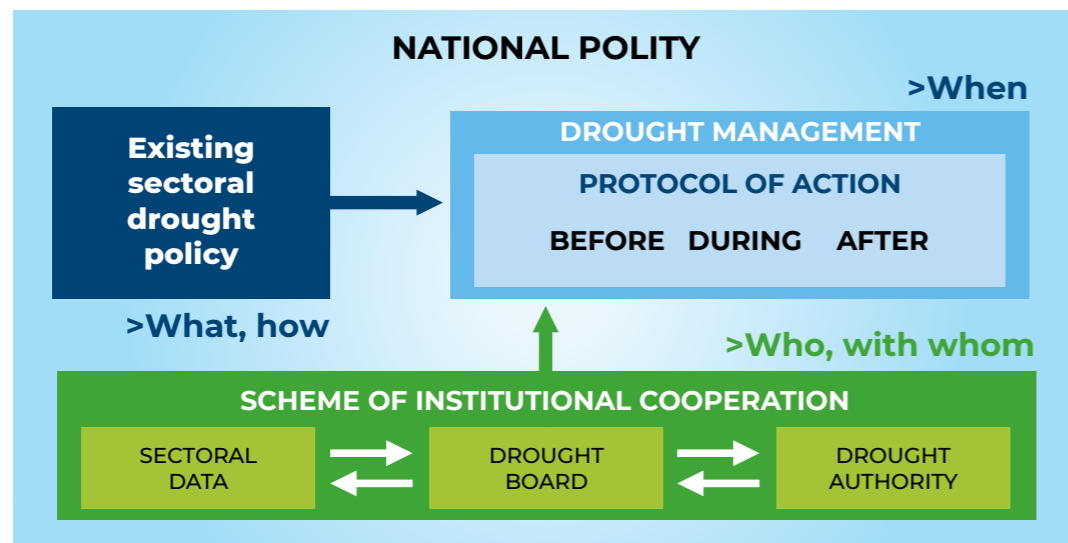 NATIONAL POLITY
>When
Existing
sectoral
drought
policy
>What, how
DROUGHT MANAGEMENT
PROTOCOL OF ACTION
BEFORE DURING AFTER
>Who, with whom
SCHEME OF INSTITUTIONAL COOPERATION
SECTORAL
DATA
DROUGHT
BOARD
DROUGHT
AUTHORITY